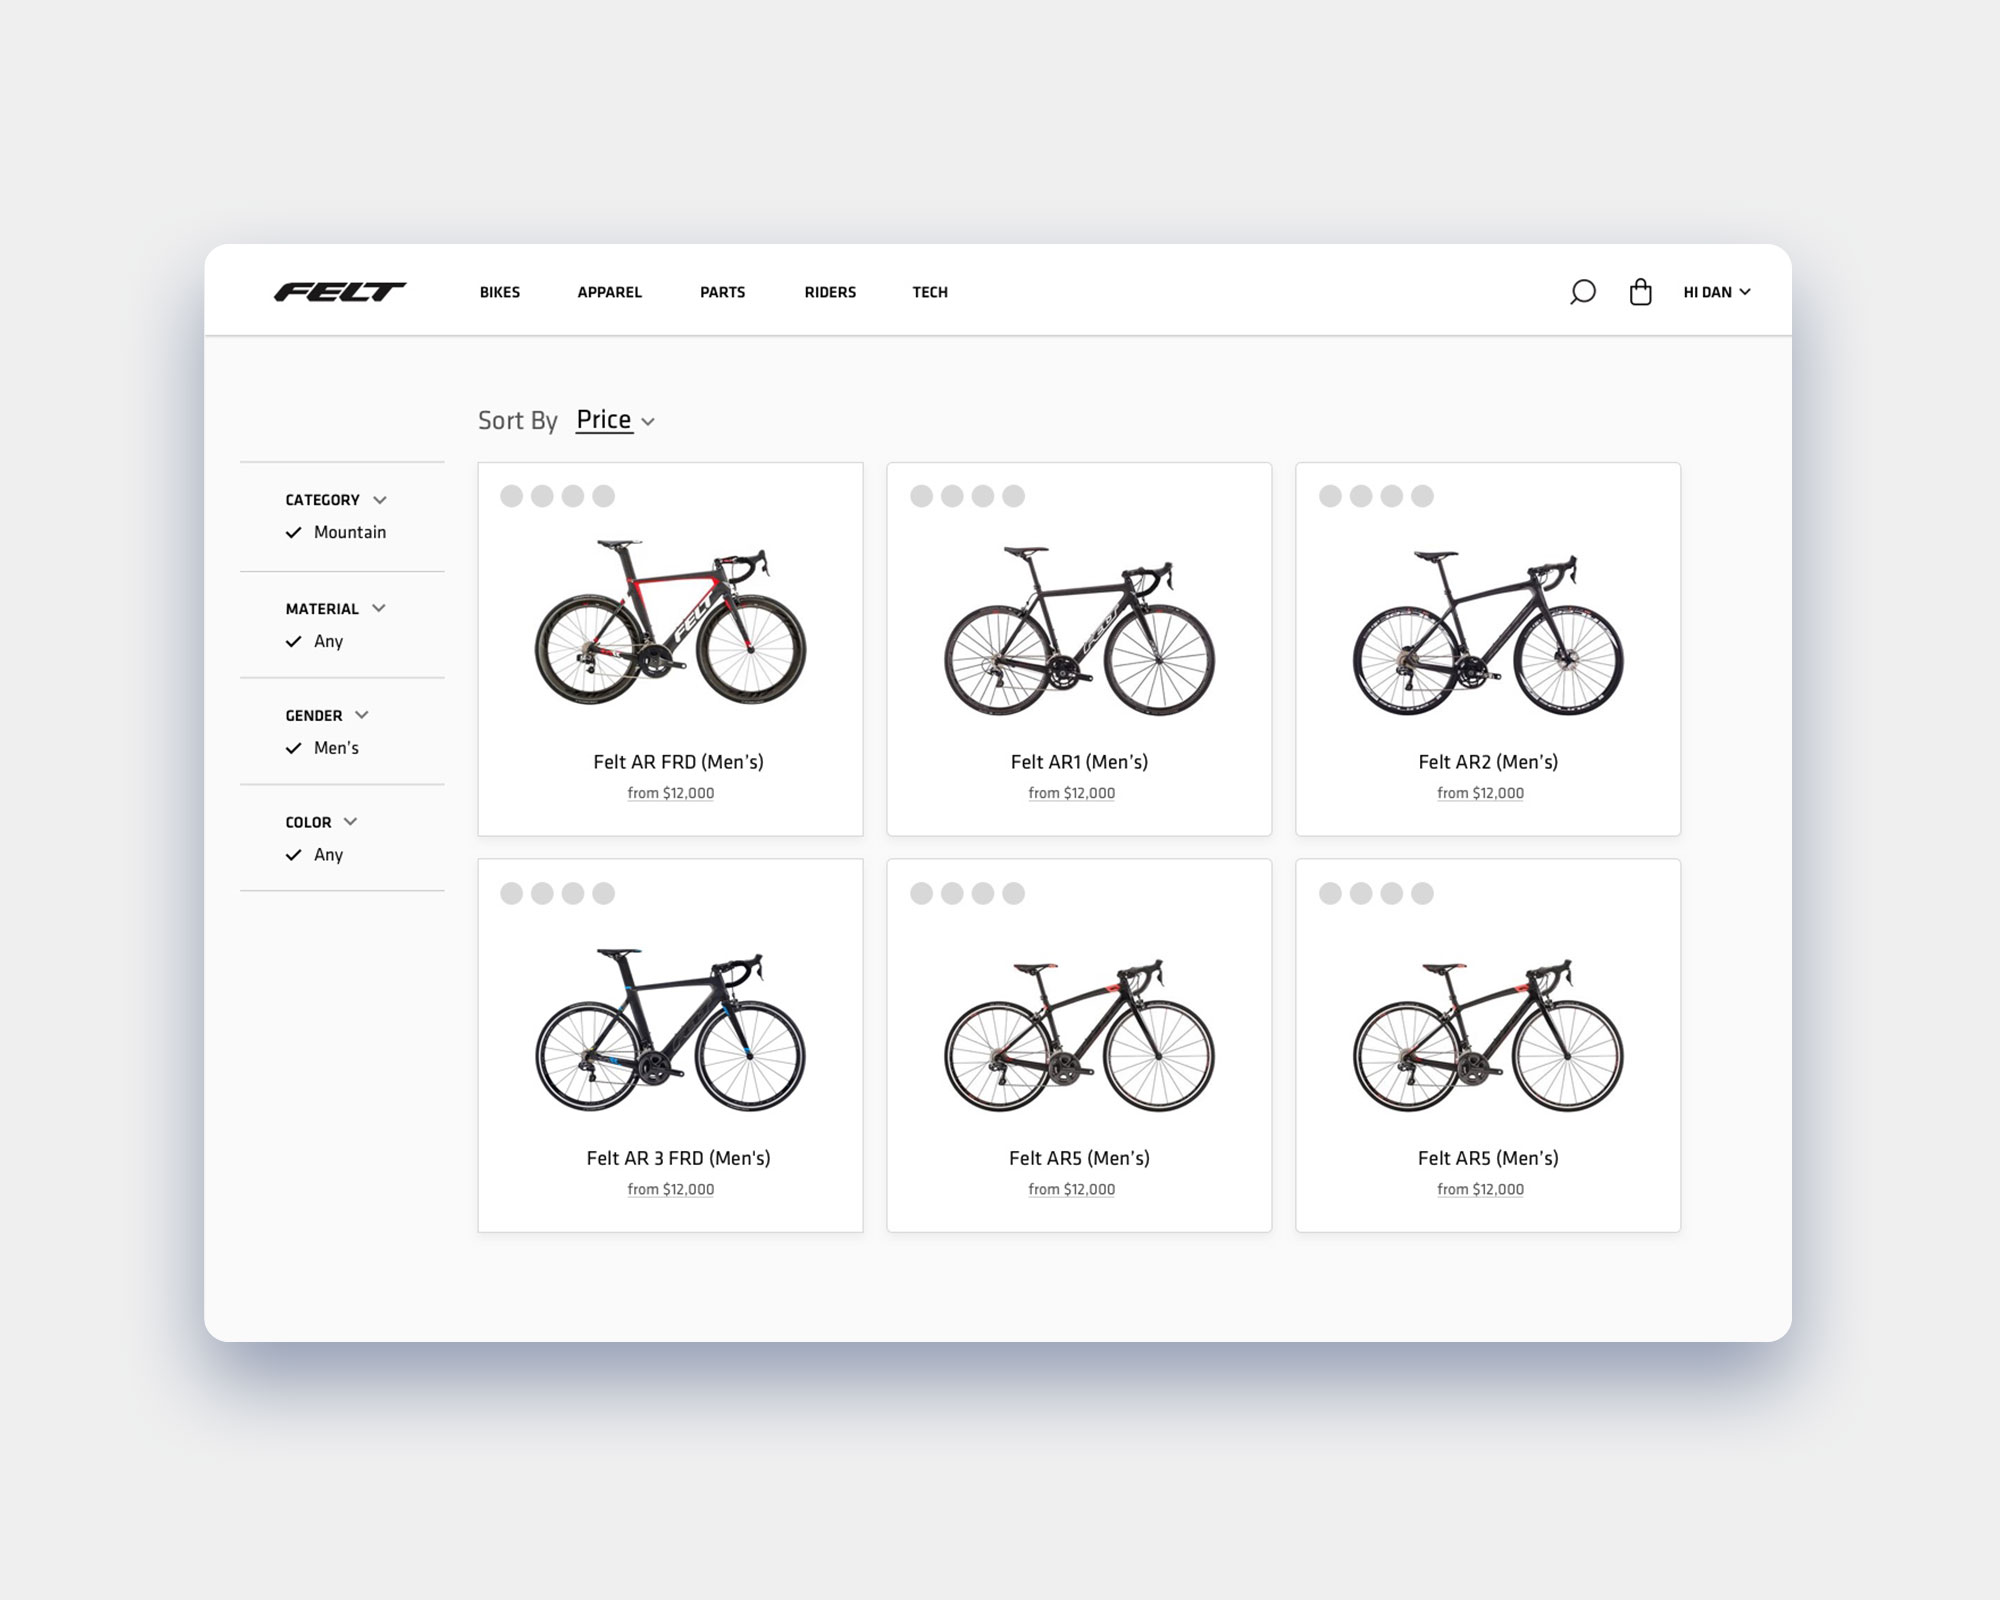 FELT
BIKES APPAREL PARTS RIDERS TECH HI DAN
Sort By Price
CATEGORY
Mountain
MATERIAL
Any
GENDER
Men’s
COLOR
Any
FELT
Felt AR FRD (Men’s)
from $12,000
FELT
Felt AR1 (Men’s)
from $12,000
Felt AR2 (Men’s)
from $12,000
Felt AR 3 FRD (Men's)
from $12,000
Felt AR5 (Men’s)
from $12,000
Felt AR5 (Men’s)
from $12,000